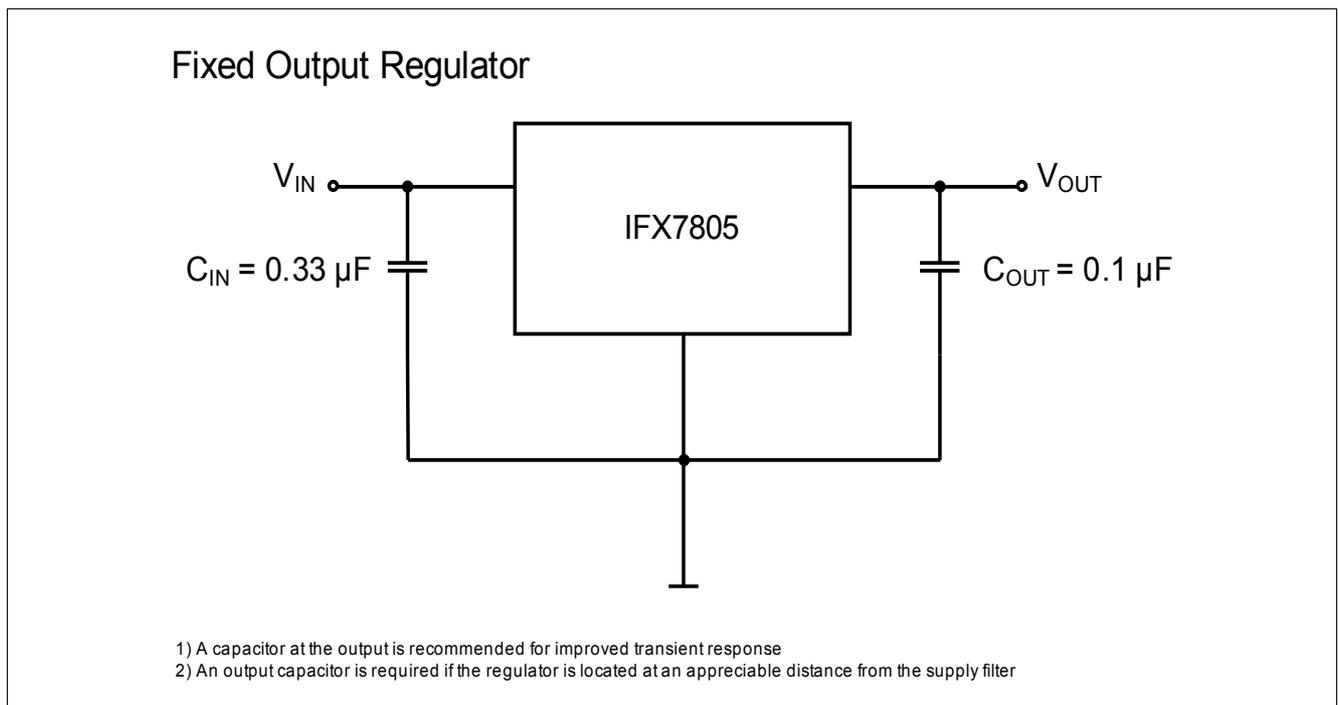 Fixed Output Regulator
VIN
VOUT
IFX7805
CIN = 0.33 µF
COUT = 0.1 µF
1) A capacitor at the output is recommended for improved transient response
2) An output capacitor is required if the regulator is located at an appreciable distance from the supply filter